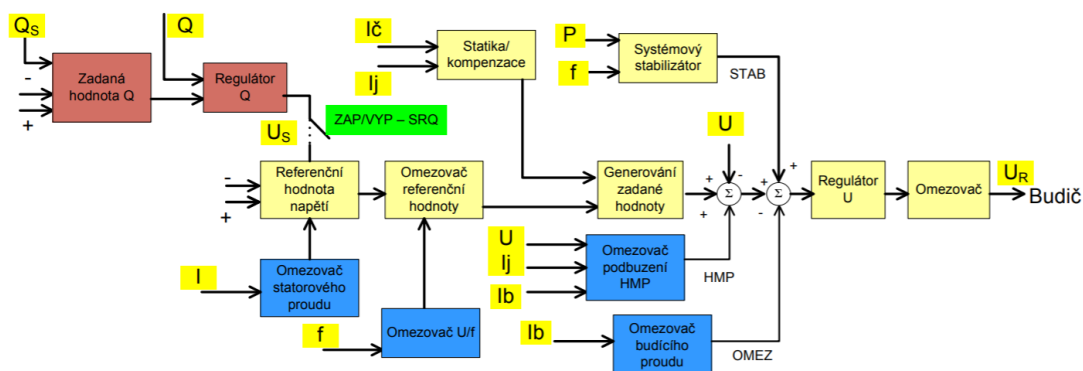 Q_S
Q
-
+
Zadaná
hodnota Q
Regulátor
Q
ZAP/VYP – SRQ
U_S
Ič
Ij
Statika/
kompenzace
P
f
Systémový
stabilizátor
STAB
U
-
+
Referenční
hodnota
napětí
Omezovač
referenční
hodnoty
Generování
zadané
hodnoty
+
-
+
Σ
+
+
-
Σ
Regulátor
U
Omezovač
U_R
Budič
I
Omezovač
statorového
proudu
f
Omezovač U/f
U
Ij
Ib
Omezovač
podbuzení
HMP
HMP
Ib
Omezovač
budícího
proudu
OMEZ